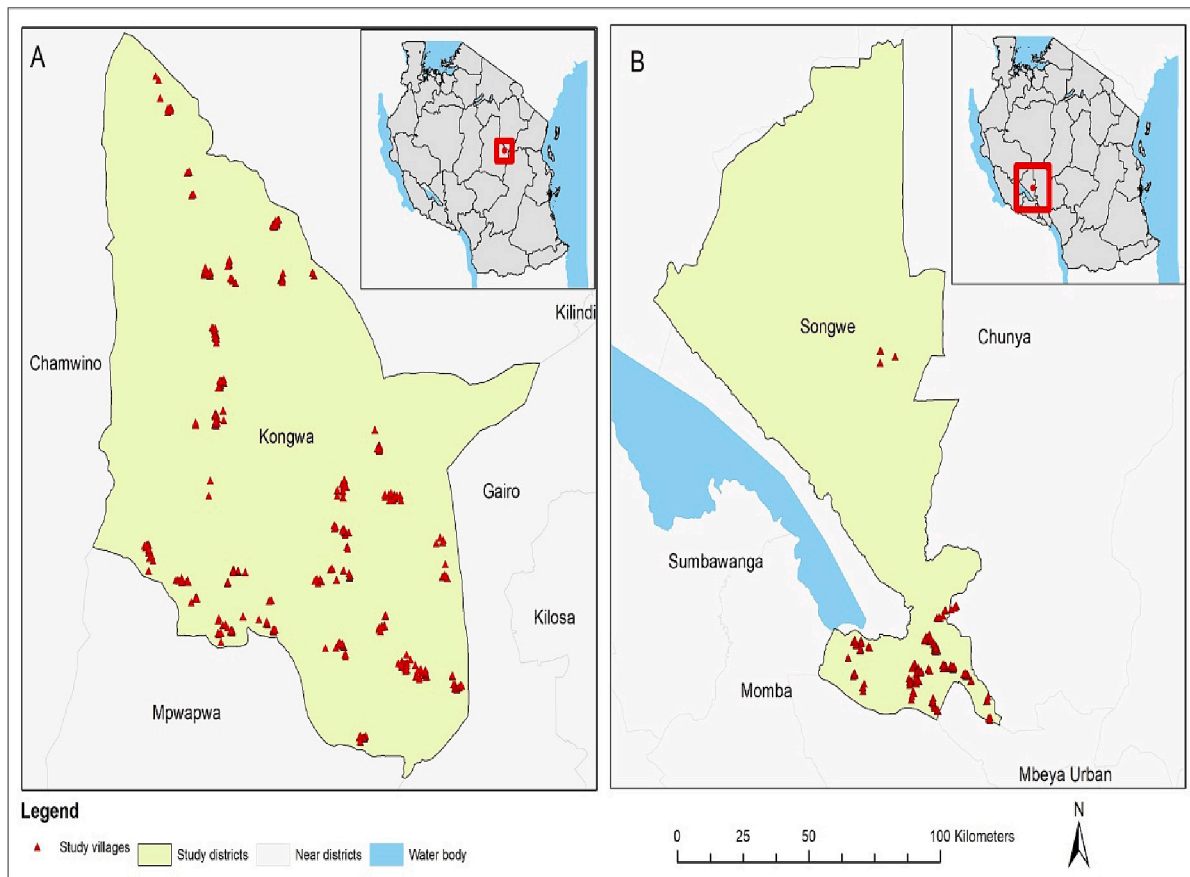 A
Kilindi
Chamwino
Kongwa
Gairo
Kilosa
Mpwapwa
B
Songwe
Chunya
Sumbawanga
Momba
Mbeya Urban
Legend
Study villages
Study districts
Near districts
Water body
0 25 50 100 Kilometers
N